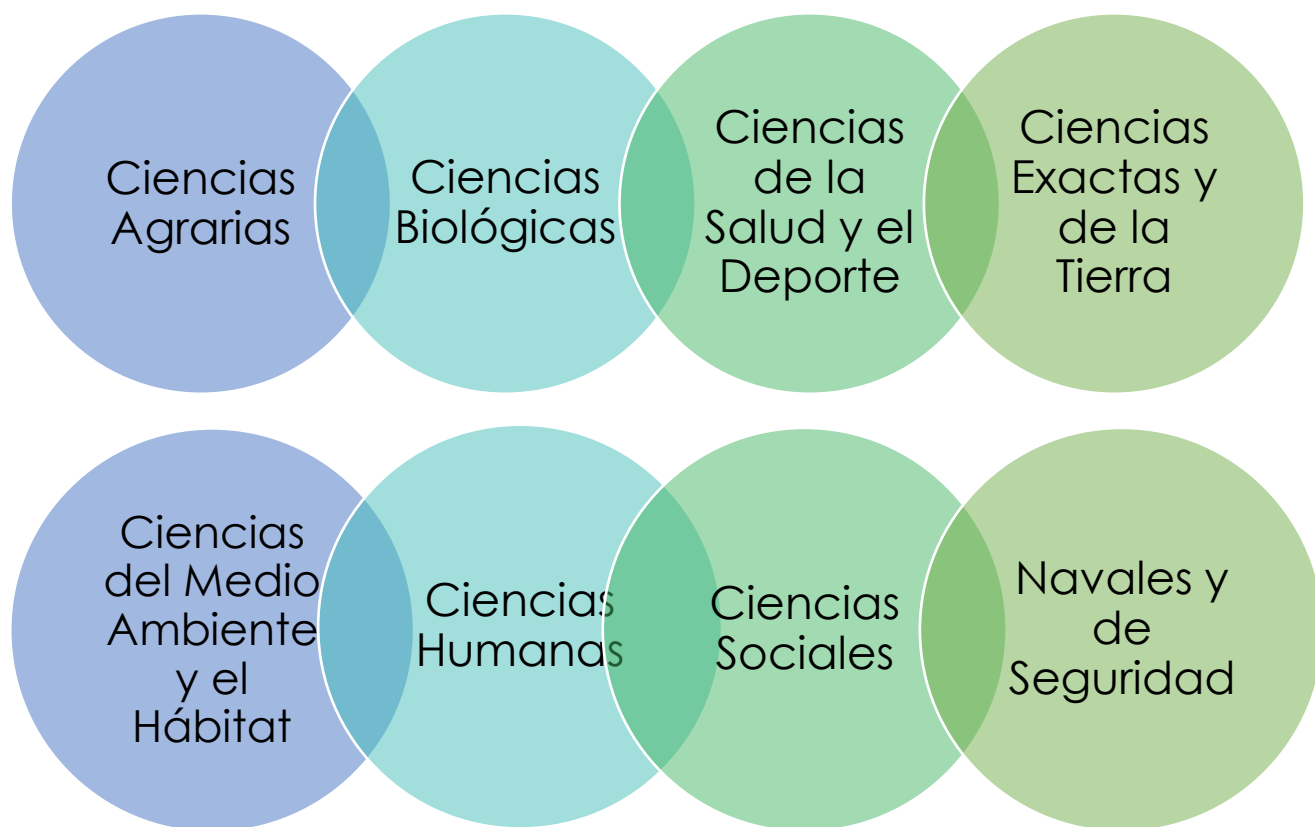 Ciencias
Agrarias
Ciencias
Biológicas
Ciencias
de la
Salud y el
Deporte
Ciencias
Exactas y
de la
Tierra
Ciencias
del Medio
Ambiente
y el
Hábitat
Ciencias
Humanas
Ciencias
Sociales
Navales y
de
Seguridad